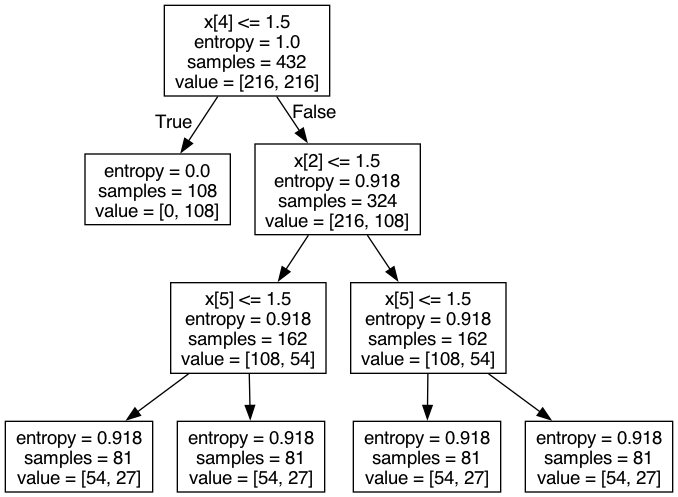 x[4] <= 1.5
entropy = 1.0
samples = 432
value = [216, 216]
True
False
entropy = 0.0
samples = 108
value = [0, 108]
x[2] <= 1.5
entropy = 0.918
samples = 324
value = [216, 108]
x[5] <= 1.5
entropy = 0.918
samples = 162
value = [108, 54]
x[5] <= 1.5
entropy = 0.918
samples = 162
value = [108, 54]
entropy = 0.918
samples = 81
value = [54, 27]
entropy = 0.918
samples = 81
value = [54, 27]
entropy = 0.918
samples = 81
value = [54, 27]
entropy = 0.918
samples = 81
value = [54, 27]